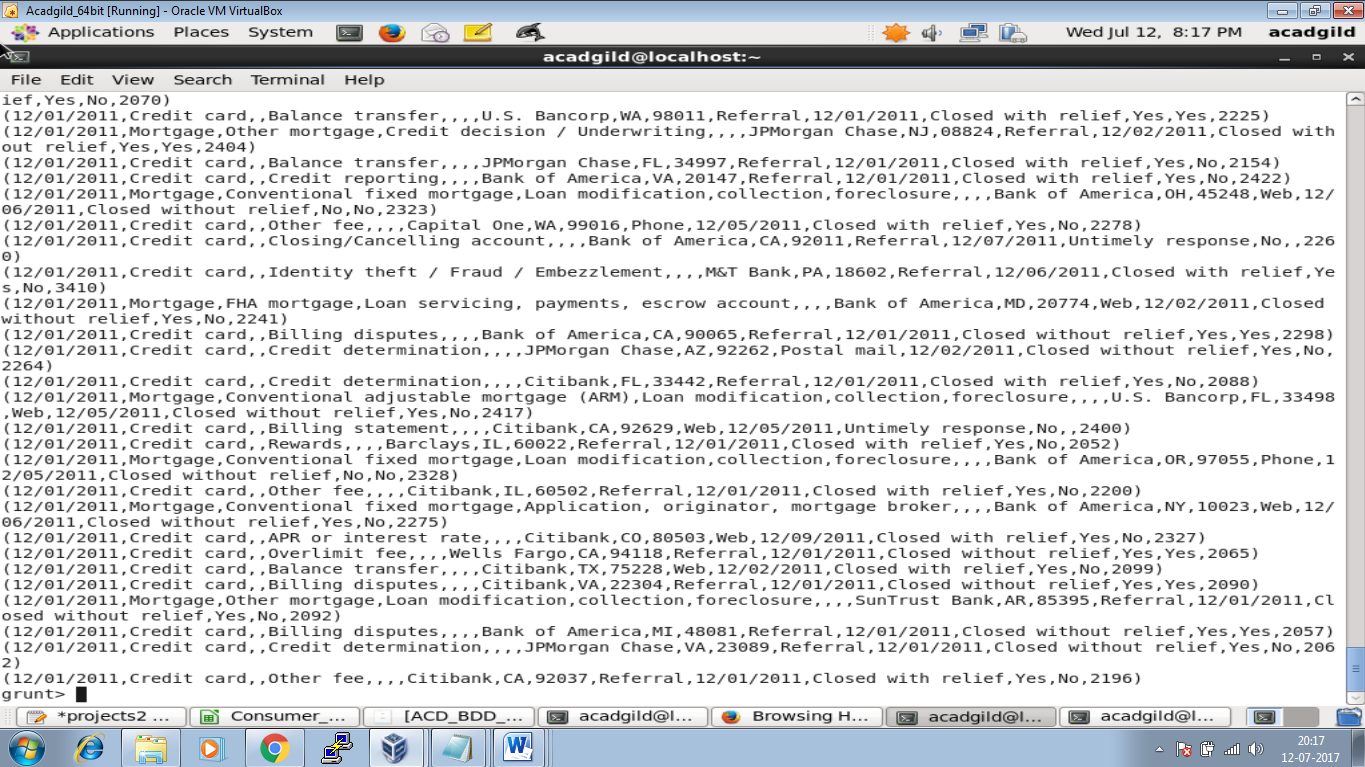 Acadgild_64bit [Running] - Oracle VM VirtualBox
Applications Places System Wed Jul 12, 8:17 PM acadgild
acadgild@localhost:~
File Edit View Search Terminal Help
ief,Yes,No,2070)
(12/01/2011,Credit card,,Balance transfer,,,,U.S. Bancorp,WA,98011,Referral,12/01/2011,Closed with relief,Yes,Yes,2225)
(12/01/2011,Mortgage,Other mortgage,Credit decision / Underwriting,,,,JPMorgan Chase,NJ,08824,Referral,12/02/2011,Closed with
out relief,Yes,Yes,2404)
(12/01/2011,Credit card,,Balance transfer,,,,JPMorgan Chase,FL,34997,Referral,12/01/2011,Closed with relief,Yes,No,2154)
(12/01/2011,Credit card,,Credit reporting,,,,Bank of America,VA,20147,Referral,12/01/2011,Closed with relief,Yes,No,2422)
(12/01/2011,Mortgage,Conventional fixed mortgage,Loan modification,collection,foreclosure,,,,Bank of America,OH,45248,Web,12/
06/2011,Closed without relief,No,No,2323)
(12/01/2011,Credit card,,Other fee,,,,Capital One,WA,99016,Phone,12/05/2011,Closed with relief,Yes,No,2278)
(12/01/2011,Credit card,,Closing/Cancelling account,,,,Bank of America,CA,92011,Referral,12/07/2011,Untimely response,No,,226
0)
(12/01/2011,Credit card,,Identity theft / Fraud / Embezzlement,,,,M&T Bank,PA,18602,Referral,12/06/2011,Closed with relief,Ye
s,No,3410)
(12/01/2011,Mortgage,FHA mortgage,Loan servicing, payments, escrow account,,,,Bank of America,MD,20774,Web,12/02/2011,Closed
without relief,Yes,No,2241)
(12/01/2011,Credit card,,Billing disputes,,,,Bank of America,CA,90065,Referral,12/01/2011,Closed without relief,Yes,Yes,2298)
(12/01/2011,Credit card,,Credit determination,,,,JPMorgan Chase,AZ,92262,Postal mail,12/02/2011,Closed without relief,Yes,No,
2264)
(12/01/2011,Credit card,,Credit determination,,,,Citibank,FL,33442,Referral,12/01/2011,Closed with relief,Yes,No,2088)
(12/01/2011,Mortgage,Conventional adjustable mortgage (ARM),Loan modification,collection,foreclosure,,,,U.S. Bancorp,FL,33498
,Web,12/05/2011,Closed without relief,Yes,No,2417)
(12/01/2011,Credit card,,Billing statement,,,,Citibank,CA,92629,Web,12/05/2011,Untimely response,No,,2400)
(12/01/2011,Credit card,,Rewards,,,,Barclays,IL,60022,Referral,12/01/2011,Closed with relief,Yes,No,2052)
(12/01/2011,Mortgage,Conventional fixed mortgage,Loan modification,collection,foreclosure,,,,Bank of America,OR,97055,Phone,1
2/05/2011,Closed without relief,No,No,2328)
(12/01/2011,Credit card,,Other fee,,,,Citibank,IL,60502,Referral,12/01/2011,Closed with relief,Yes,No,2200)
(12/01/2011,Mortgage,Conventional fixed mortgage,Application, originator, mortgage broker,,,,Bank of America,NY,10023,Web,12/
06/2011,Closed without relief,Yes,No,2275)
(12/01/2011,Credit card,,APR or interest rate,,,,Citibank,CO,80503,Web,12/09/2011,Closed with relief,Yes,No,2327)
(12/01/2011,Credit card,,Overlimit fee,,,,Wells Fargo,CA,94118,Referral,12/01/2011,Closed without relief,Yes,Yes,2065)
(12/01/2011,Credit card,,Balance transfer,,,,Citibank,TX,75228,Web,12/02/2011,Closed with relief,Yes,No,2099)
(12/01/2011,Credit card,,Billing disputes,,,,Citibank,VA,22304,Referral,12/01/2011,Closed without relief,Yes,Yes,2090)
(12/01/2011,Mortgage,Other mortgage,Loan modification,collection,foreclosure,,,,SunTrust Bank,AR,85395,Referral,12/01/2011,Cl
osed without relief,Yes,No,2092)
(12/01/2011,Credit card,,Billing disputes,,,,Bank of America,MI,48081,Referral,12/01/2011,Closed without relief,Yes,Yes,2057)
(12/01/2011,Credit card,,Credit determination,,,,JPMorgan Chase,VA,23089,Referral,12/01/2011,Closed without relief,Yes,No,206
2)
(12/01/2011,Credit card,,Other fee,,,,Citibank,CA,92037,Referral,12/01/2011,Closed with relief,Yes,No,2196)
grunt>
*projects2 ... Consumer_... [ACD_BDD_... acadgild@l... Browsing H... acadgild@l... acadgild@l...
20:17
12-07-2017